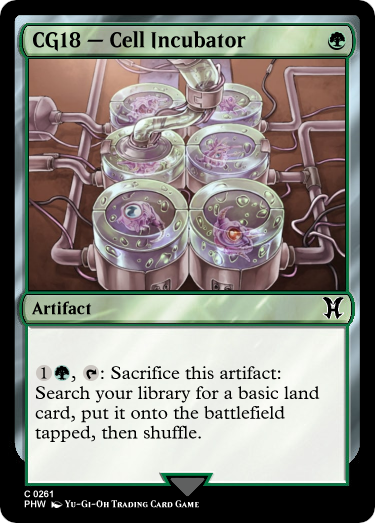 CG18 — Cell Incubator
Artifact
1, : Sacrifice this artifact:
Search your library for a basic land
card, put it onto the battlefield
tapped, then shuffle.
C 0261
PHW Yu-Gi-Oh Trading Card Game